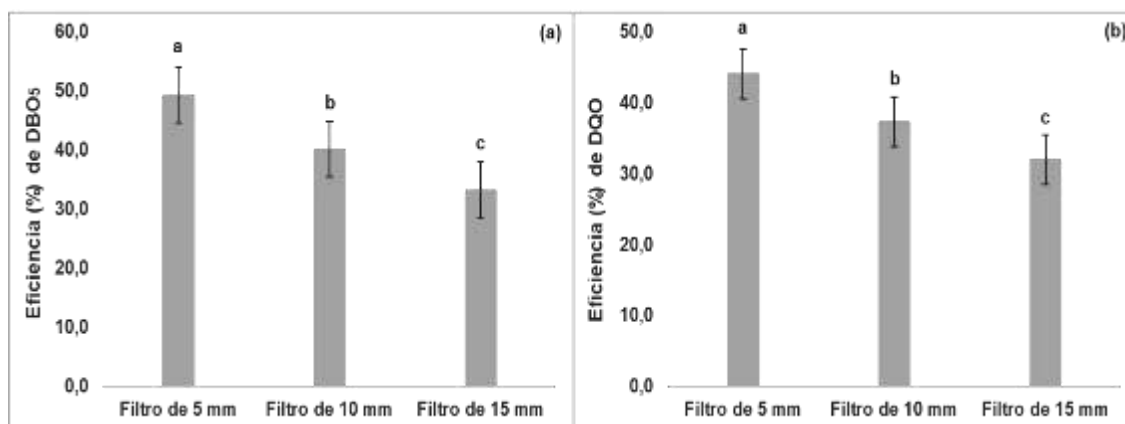 (a)
Eficiencia (%) de DBO5
60,0
50,0
40,0
30,0
20,0
10,0
0,0
a
b
c
Filtro de 5 mm
Filtro de 10 mm
Filtro de 15 mm
(b)
Eficiencia (%) de DQO
50,0
40,0
30,0
20,0
10,0
0,0
a
b
c
Filtro de 5 mm
Filtro de 10 mm
Filtro de 15 mm